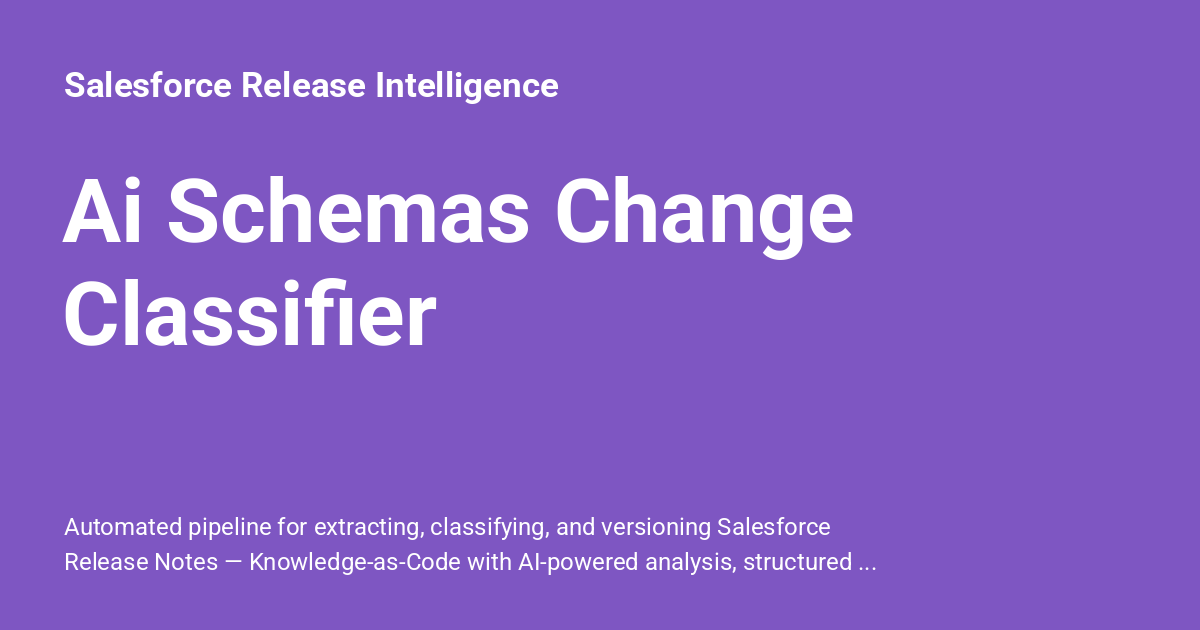 Salesforce Release Intelligence
Ai Schemas Change
Classifier
Automated pipeline for extracting, classifying, and versioning Salesforce
Release Notes — Knowledge-as-Code with AI-powered analysis, structured ...